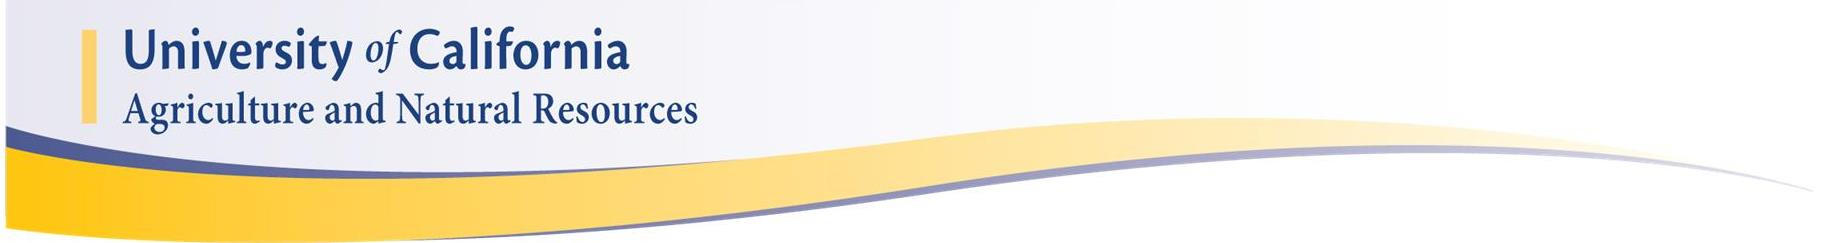 University of California
Agriculture and Natural Resources